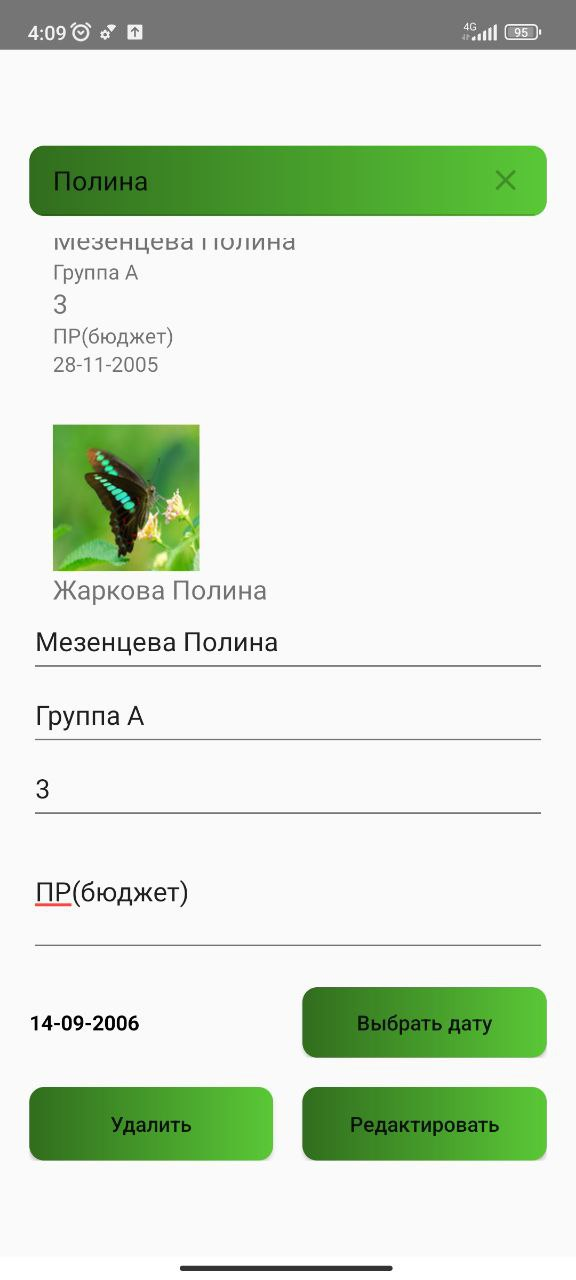 4:09
4G
95
Полина
Мезенцева Полина
Группа А
3
ПР(бюджет)
28-11-2005
Жаркова Полина
Мезенцева Полина
Группа А
3
ПР(бюджет)
14-09-2006
Выбрать дату
Удалить
Редактировать